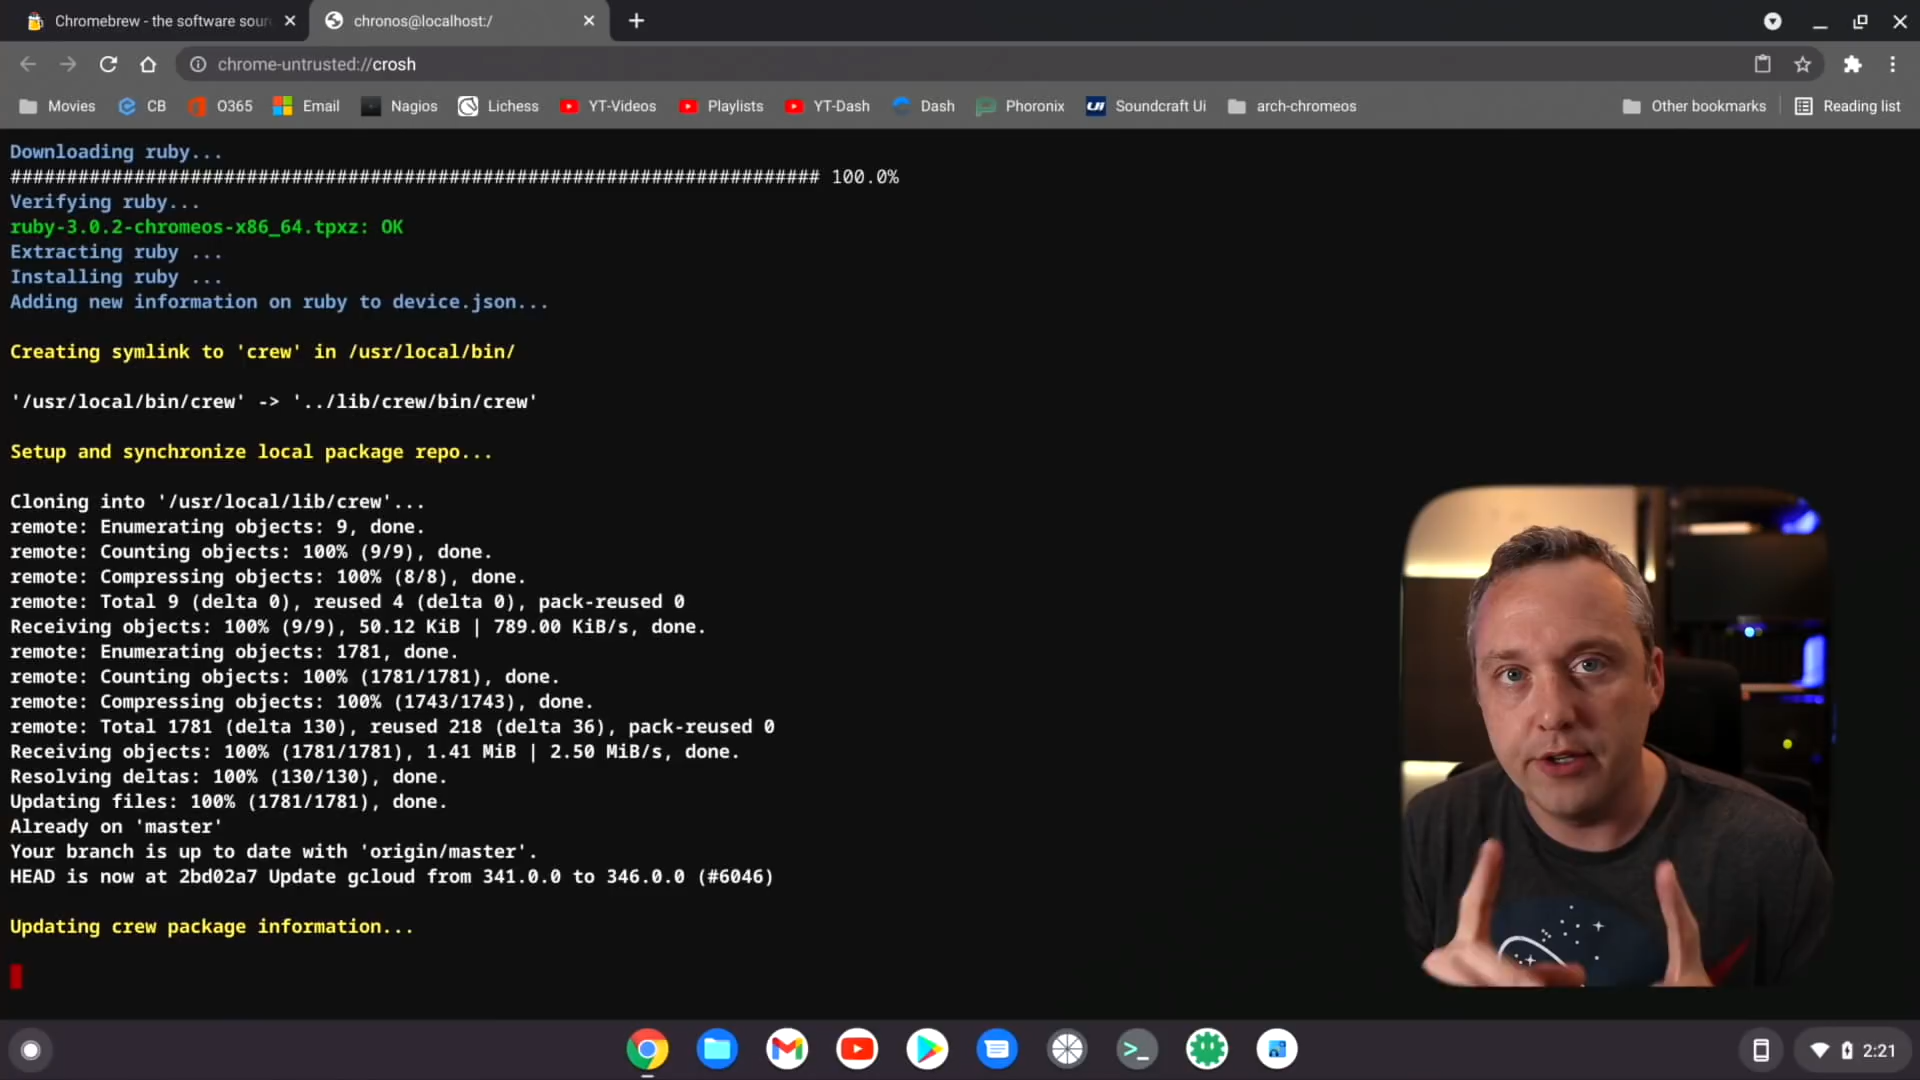 Chromebrew - the software sour
chronos@localhost:/
chrome-untrusted://crosh
Movies
CB
O365
Email
Nagios
Lichess
YT-Videos
Playlists
YT-Dash
Dash
Phoronix
Soundcraft Ui
arch-chromeos
Other bookmarks
Reading list
Downloading ruby...
######################################################################## 100.0%
Verifying ruby...
ruby-3.0.2-chromeos-x86_64.tpxz: OK
Extracting ruby ...
Installing ruby ...
Adding new information on ruby to device.json...
Creating symlink to 'crew' in /usr/local/bin/
'/usr/local/bin/crew' -> '../lib/crew/bin/crew'
Setup and synchronize local package repo...
Cloning into '/usr/local/lib/crew'...
remote: Enumerating objects: 9, done.
remote: Counting objects: 100% (9/9), done.
remote: Compressing objects: 100% (8/8), done.
remote: Total 9 (delta 0), reused 4 (delta 0), pack-reused 0
Receiving objects: 100% (9/9), 50.12 KiB | 789.00 KiB/s, done.
remote: Enumerating objects: 1781, done.
remote: Counting objects: 100% (1781/1781), done.
remote: Compressing objects: 100% (1743/1743), done.
remote: Total 1781 (delta 130), reused 218 (delta 36), pack-reused 0
Receiving objects: 100% (1781/1781), 1.41 MiB | 2.50 MiB/s, done.
Resolving deltas: 100% (130/130), done.
Updating files: 100% (1781/1781), done.
Already on 'master'
Your branch is up to date with 'origin/master'.
HEAD is now at 2bd02a7 Update gcloud from 341.0.0 to 346.0.0 (#6046)
Updating crew package information...
2:21